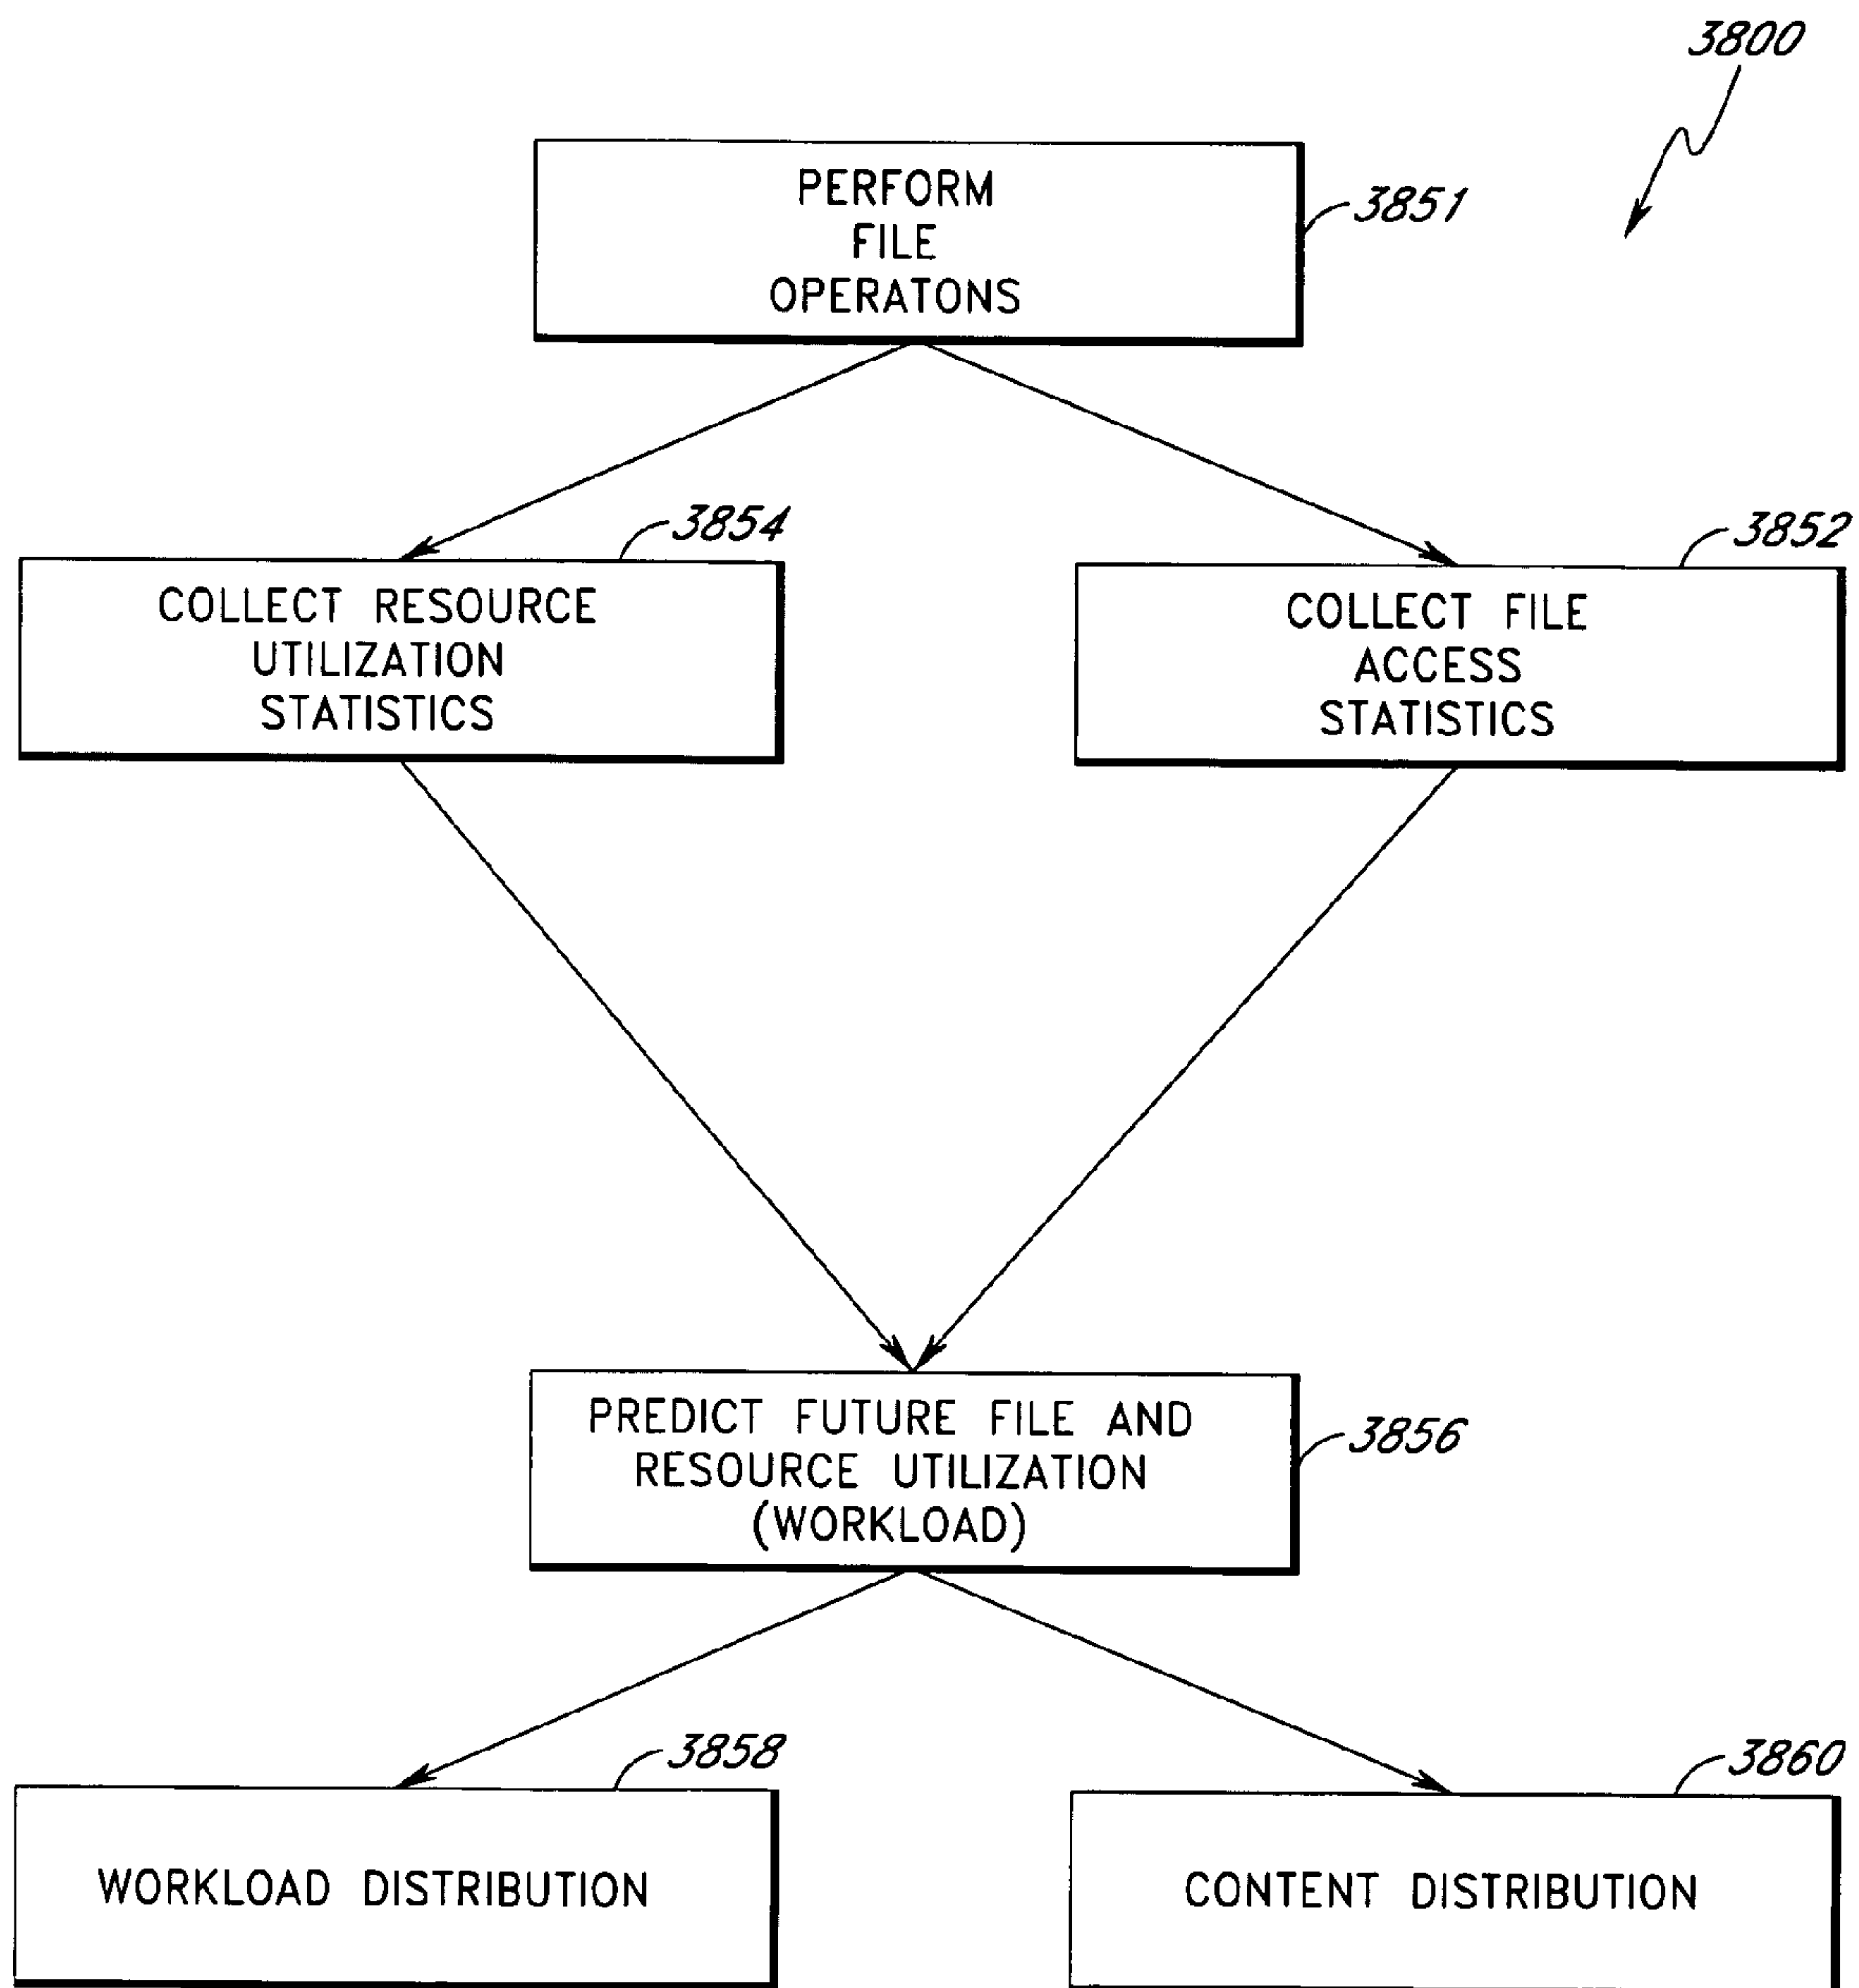 3800
PERFORM
FILE
OPERATONS
3851
3854
3852
COLLECT RESOURCE
UTILIZATION
STATISTICS
COLLECT FILE
ACCESS
STATISTICS
PREDICT FUTURE FILE AND
RESOURCE UTILIZATION
(WORKLOAD)
3856
3858
3860
WORKLOAD DISTRIBUTION
CONTENT DISTRIBUTION